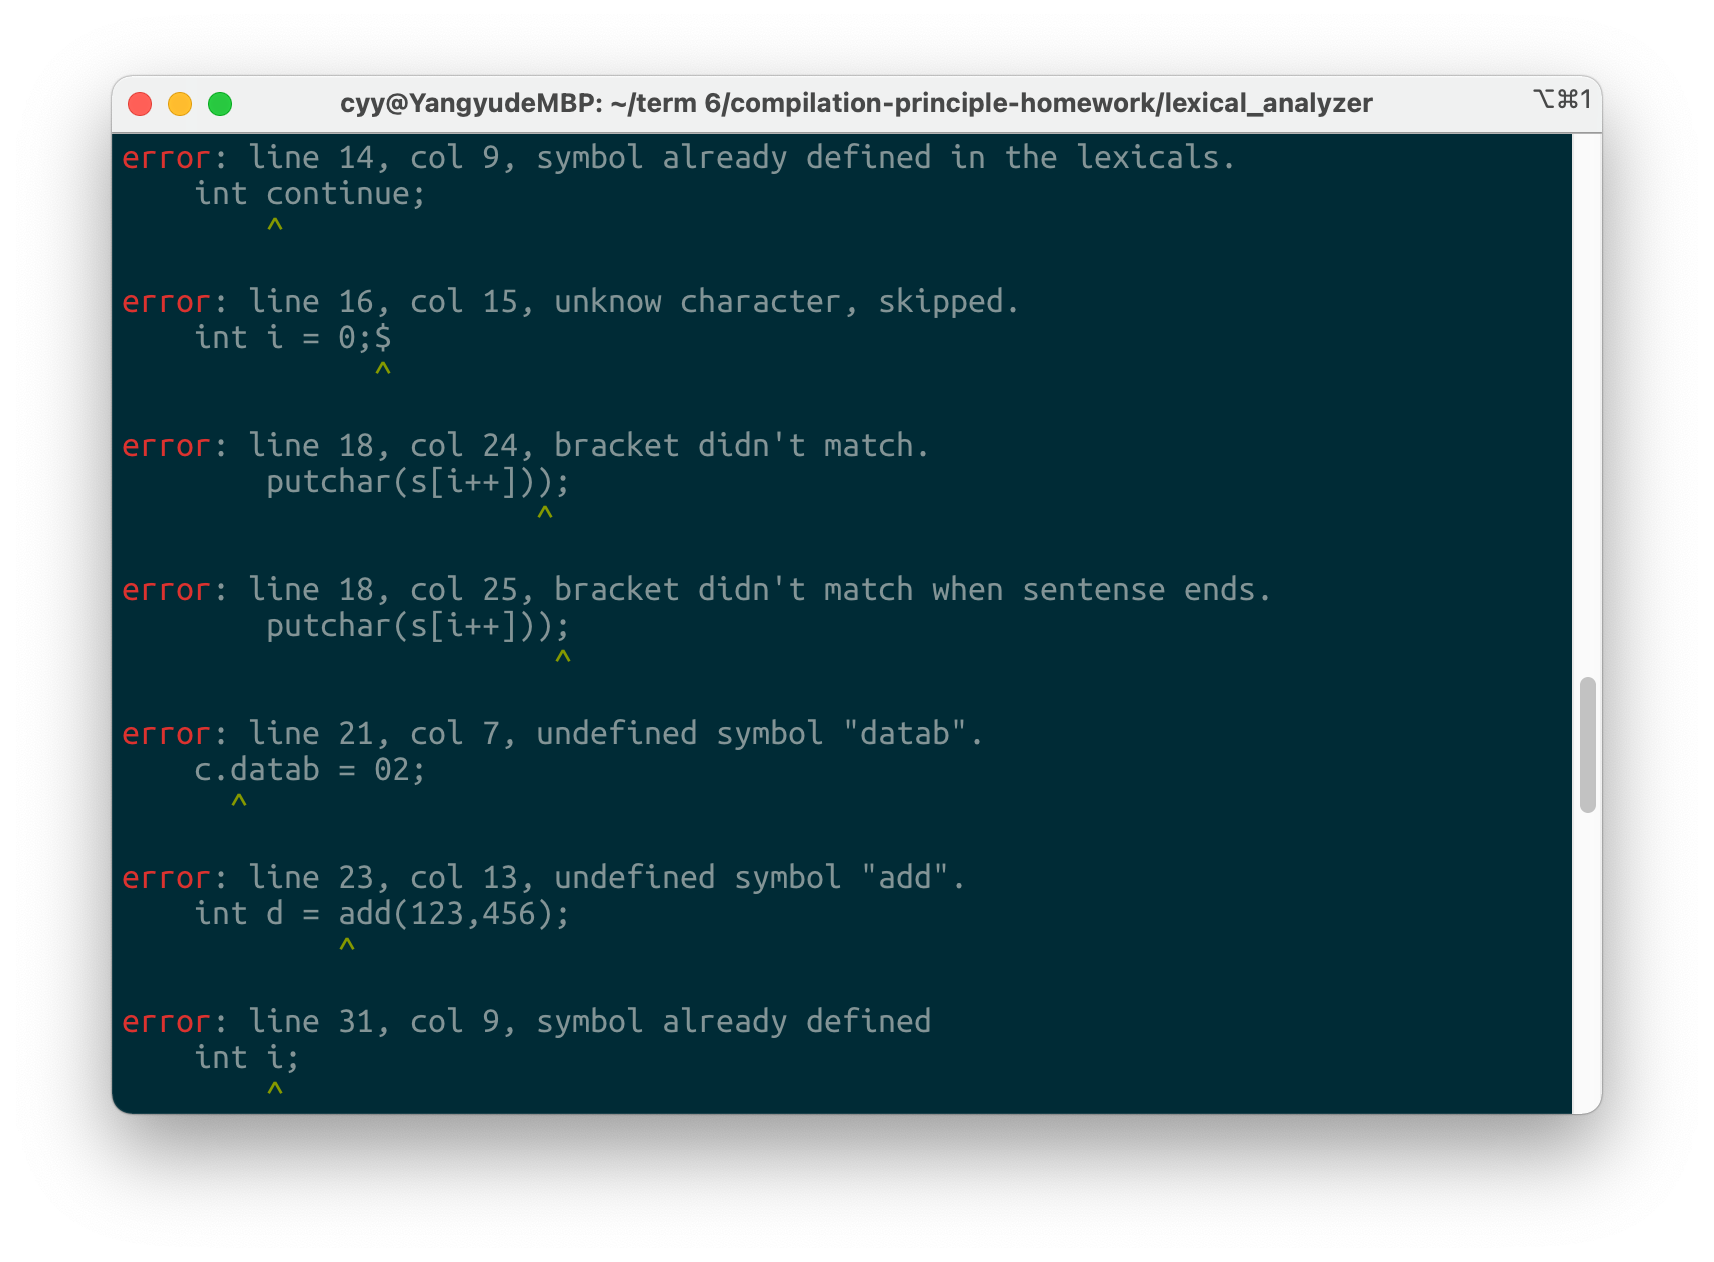 cyy@YangyudeMBP: ~/term 6/compilation-principle-homework/lexical_analyzer ⌥⌘1
error: line 14, col 9, symbol already defined in the lexicals.
    int continue;
        ^
error: line 16, col 15, unknow character, skipped.
    int i = 0;$
              ^
error: line 18, col 24, bracket didn't match.
        putchar(s[i++]));
                       ^
error: line 18, col 25, bracket didn't match when sentense ends.
        putchar(s[i++]));
                        ^
error: line 21, col 7, undefined symbol "datab".
    c.datab = 02;
      ^
error: line 23, col 13, undefined symbol "add".
    int d = add(123,456);
            ^
error: line 31, col 9, symbol already defined
    int i;
        ^